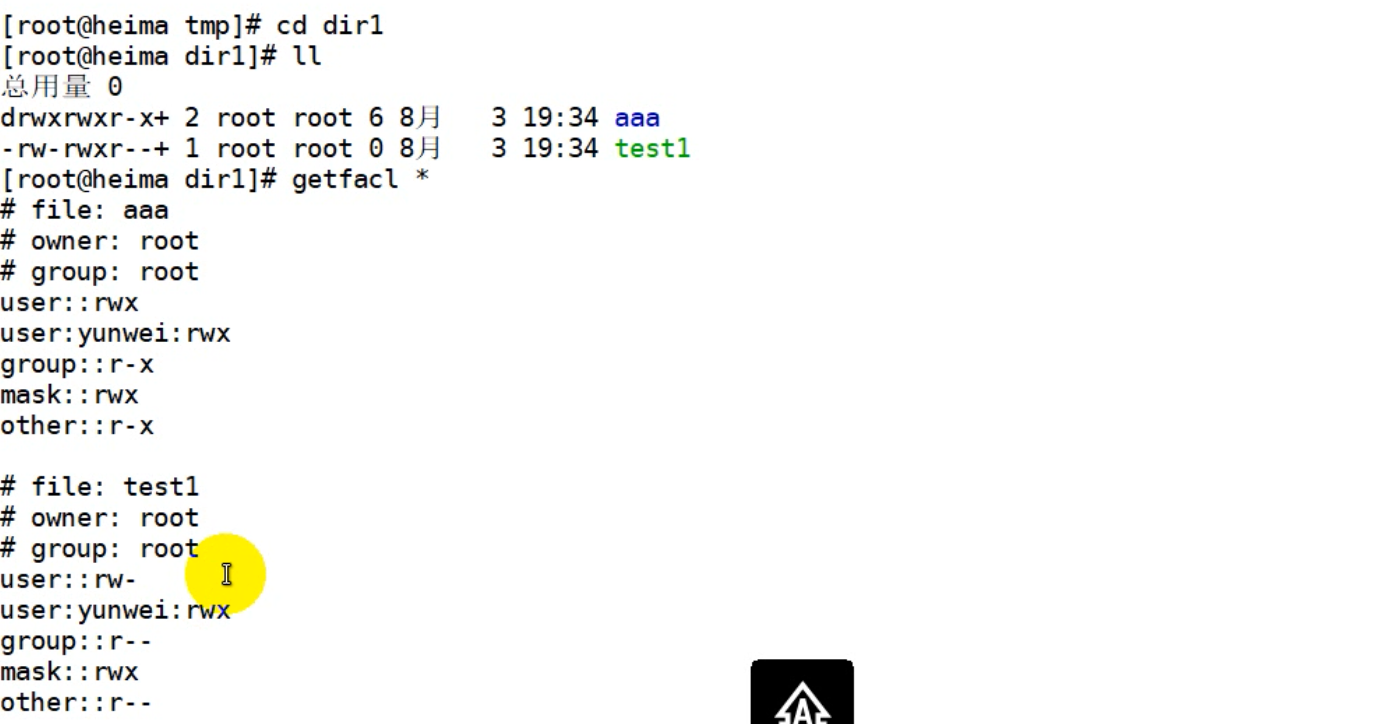 [root@heima tmp]# cd dir1
[root@heima dir1]# ll
总用量 0
drwxrwxr-x+ 2 root root 6 8月   3 19:34 aaa
-rw-rwxr--+ 1 root root 0 8月   3 19:34 test1
[root@heima dir1]# getfacl *
# file: aaa
# owner: root
# group: root
user::rwx
user:yunwei:rwx
group::r-x
mask::rwx
other::r-x

# file: test1
# owner: root
# group: root
user::rw-
user:yunwei:rwx
group::r--
mask::rwx
other::r--
A